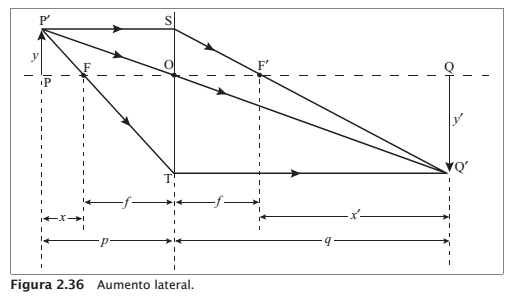 P′ S
y F O F′ Q
P
y′
Q′
T
f f
x x′
p q
Figura 2.36 Aumento lateral.